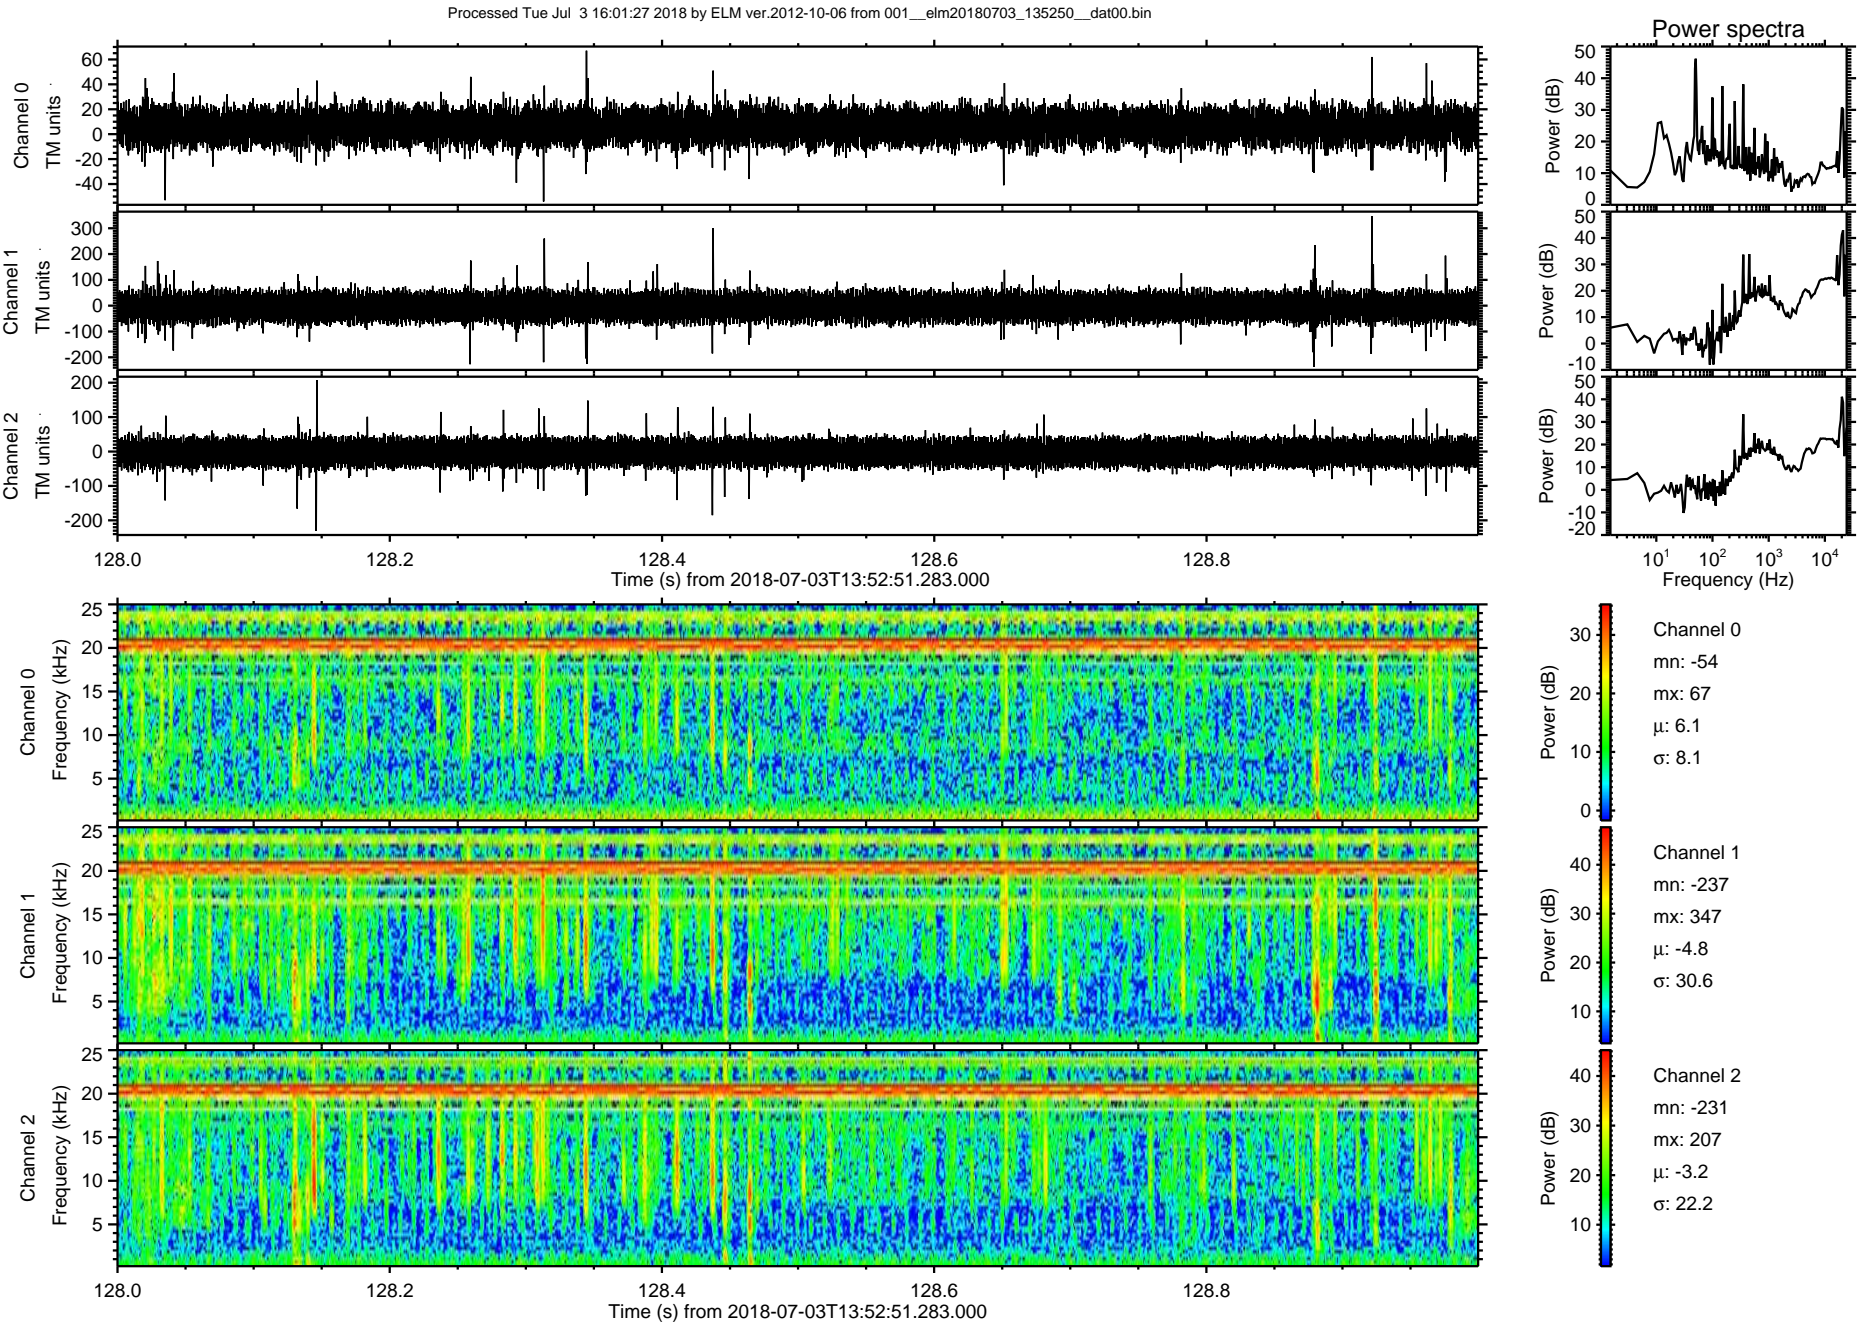 Processed Tue Jul 3 16:01:27 2018 by ELM ver.2012-10-06 from 001__elm20180703_135250__dat00.bin
Power spectra
Channel 0
TM units
60
40
20
0
-20
-40
Power (dB)
50
40
30
20
10
0
Channel 1
TM units
300
200
100
0
-100
-200
Power (dB)
50
40
30
20
10
0
-10
Channel 2
TM units
200
100
0
-100
-200
Power (dB)
50
40
30
20
10
0
-10
-20
128.0 128.2 128.4 128.6 128.8
Time (s) from 2018-07-03T13:52:51.283.000
10^1 10^2 10^3 10^4
Frequency (Hz)
Channel 0
Frequency (kHz)
25
20
15
10
5
Power (dB)
30
20
10
0
Channel 0
mn: -54
mx: 67
μ: 6.1
σ: 8.1
Channel 1
Frequency (kHz)
25
20
15
10
5
Power (dB)
40
30
20
10
Channel 1
mn: -237
mx: 347
μ: -4.8
σ: 30.6
Channel 2
Frequency (kHz)
25
20
15
10
5
Power (dB)
40
30
20
10
Channel 2
mn: -231
mx: 207
μ: -3.2
σ: 22.2
128.0 128.2 128.4 128.6 128.8
Time (s) from 2018-07-03T13:52:51.283.000